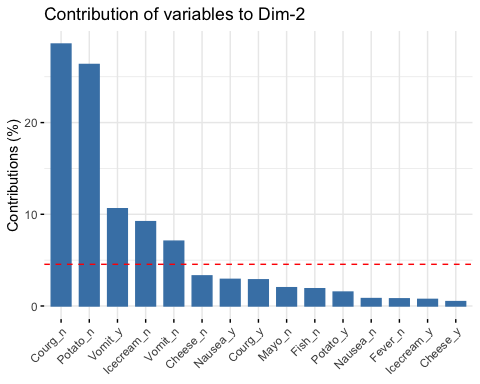 Contribution of variables to Dim-2
Contributions (%)
20
10
0
Courg_n
Potato_n
Vomit_y
Icecream_n
Vomit_n
Cheese_n
Nausea_y
Courg_y
Mayo_n
Fish_n
Potato_y
Nausea_n
Fever_n
Icecream_y
Cheese_y